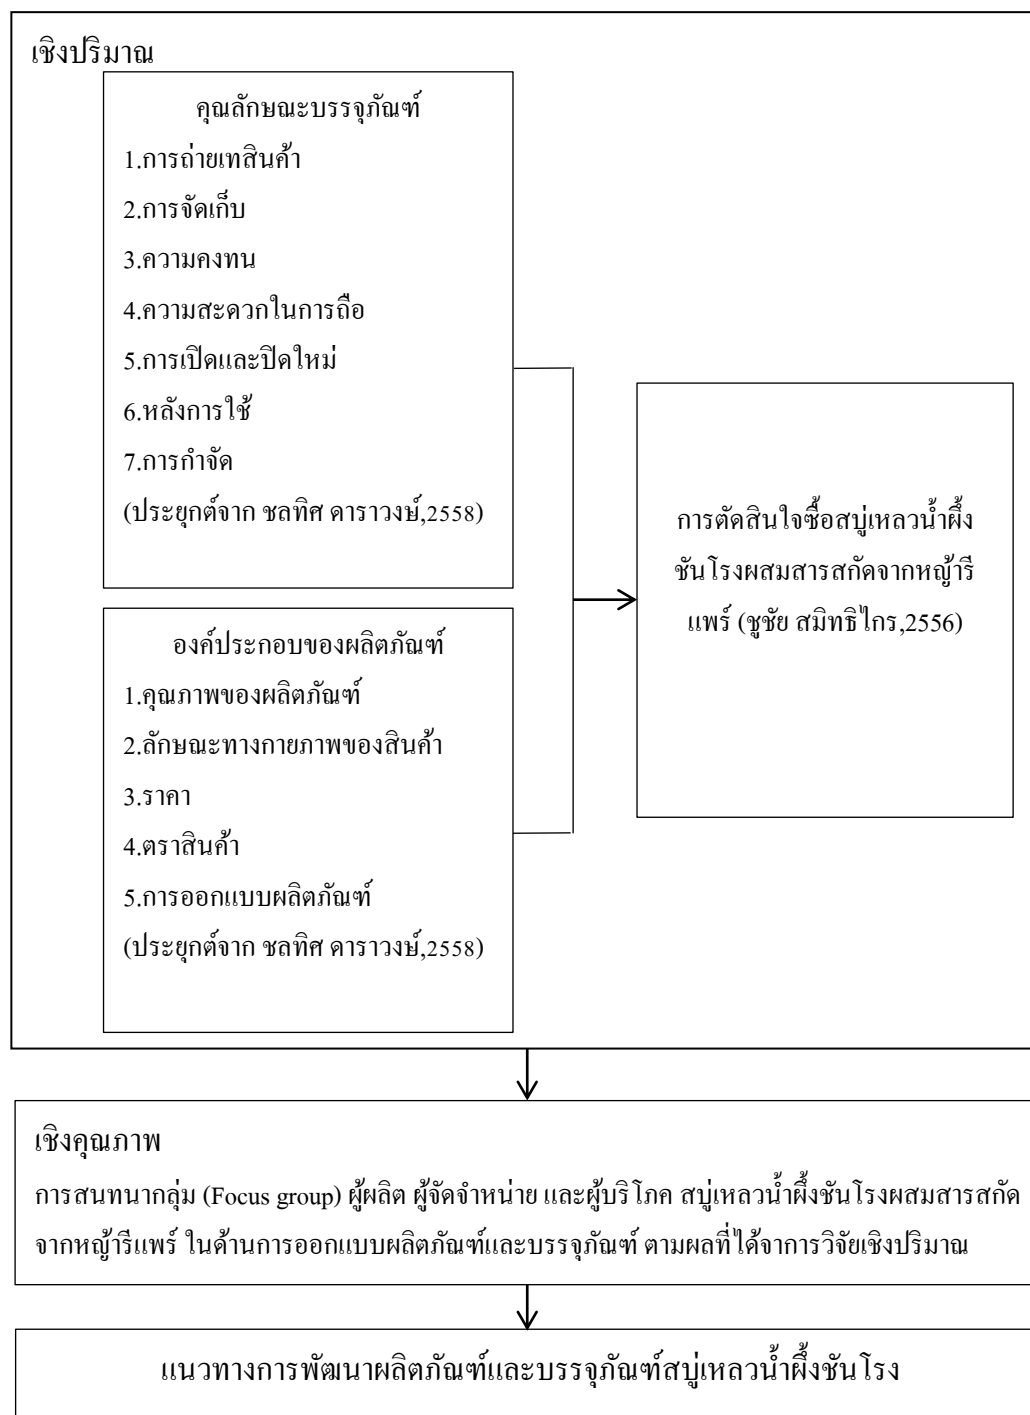 เชิงปริมาณ
คุณลักษณะบรรจุภัณฑ์
1.การถ่ายเทสินค้า
2.การจัดเก็บ
3.ความคงทน
4.ความสะดวกในการถือ
5.การเปิดและปิดใหม่
6.หลังการใช้
7.การกำจัด
(ประยุกต์จาก ชลทิศ ดาราวงษ์,2558)
องค์ประกอบของผลิตภัณฑ์
1.คุณภาพของผลิตภัณฑ์
2.ลักษณะทางกายภาพของสินค้า
3.ราคา
4.ตราสินค้า
5.การออกแบบผลิตภัณฑ์
(ประยุกต์จาก ชลทิศ ดาราวงษ์,2558)
การตัดสินใจซื้อสบู่เหลวน้ำผึ้ง
ชันโรงผสมสารสกัดจากหญ้ารี
แพร์ (ชูชัย สมิทธิไกร,2556)
เชิงคุณภาพ
การสนทนากลุ่ม (Focus group) ผู้ผลิต ผู้จัดจำหน่าย และผู้บริโภค สบู่เหลวน้ำผึ้งชันโรงผสมสารสกัด
จากหญ้ารีแพร์ ในด้านการออกแบบผลิตภัณฑ์และบรรจุภัณฑ์ ตามผลที่ได้จาการวิจัยเชิงปริมาณ
แนวทางการพัฒนาผลิตภัณฑ์และบรรจุภัณฑ์สบู่เหลวน้ำผึ้งชันโรง